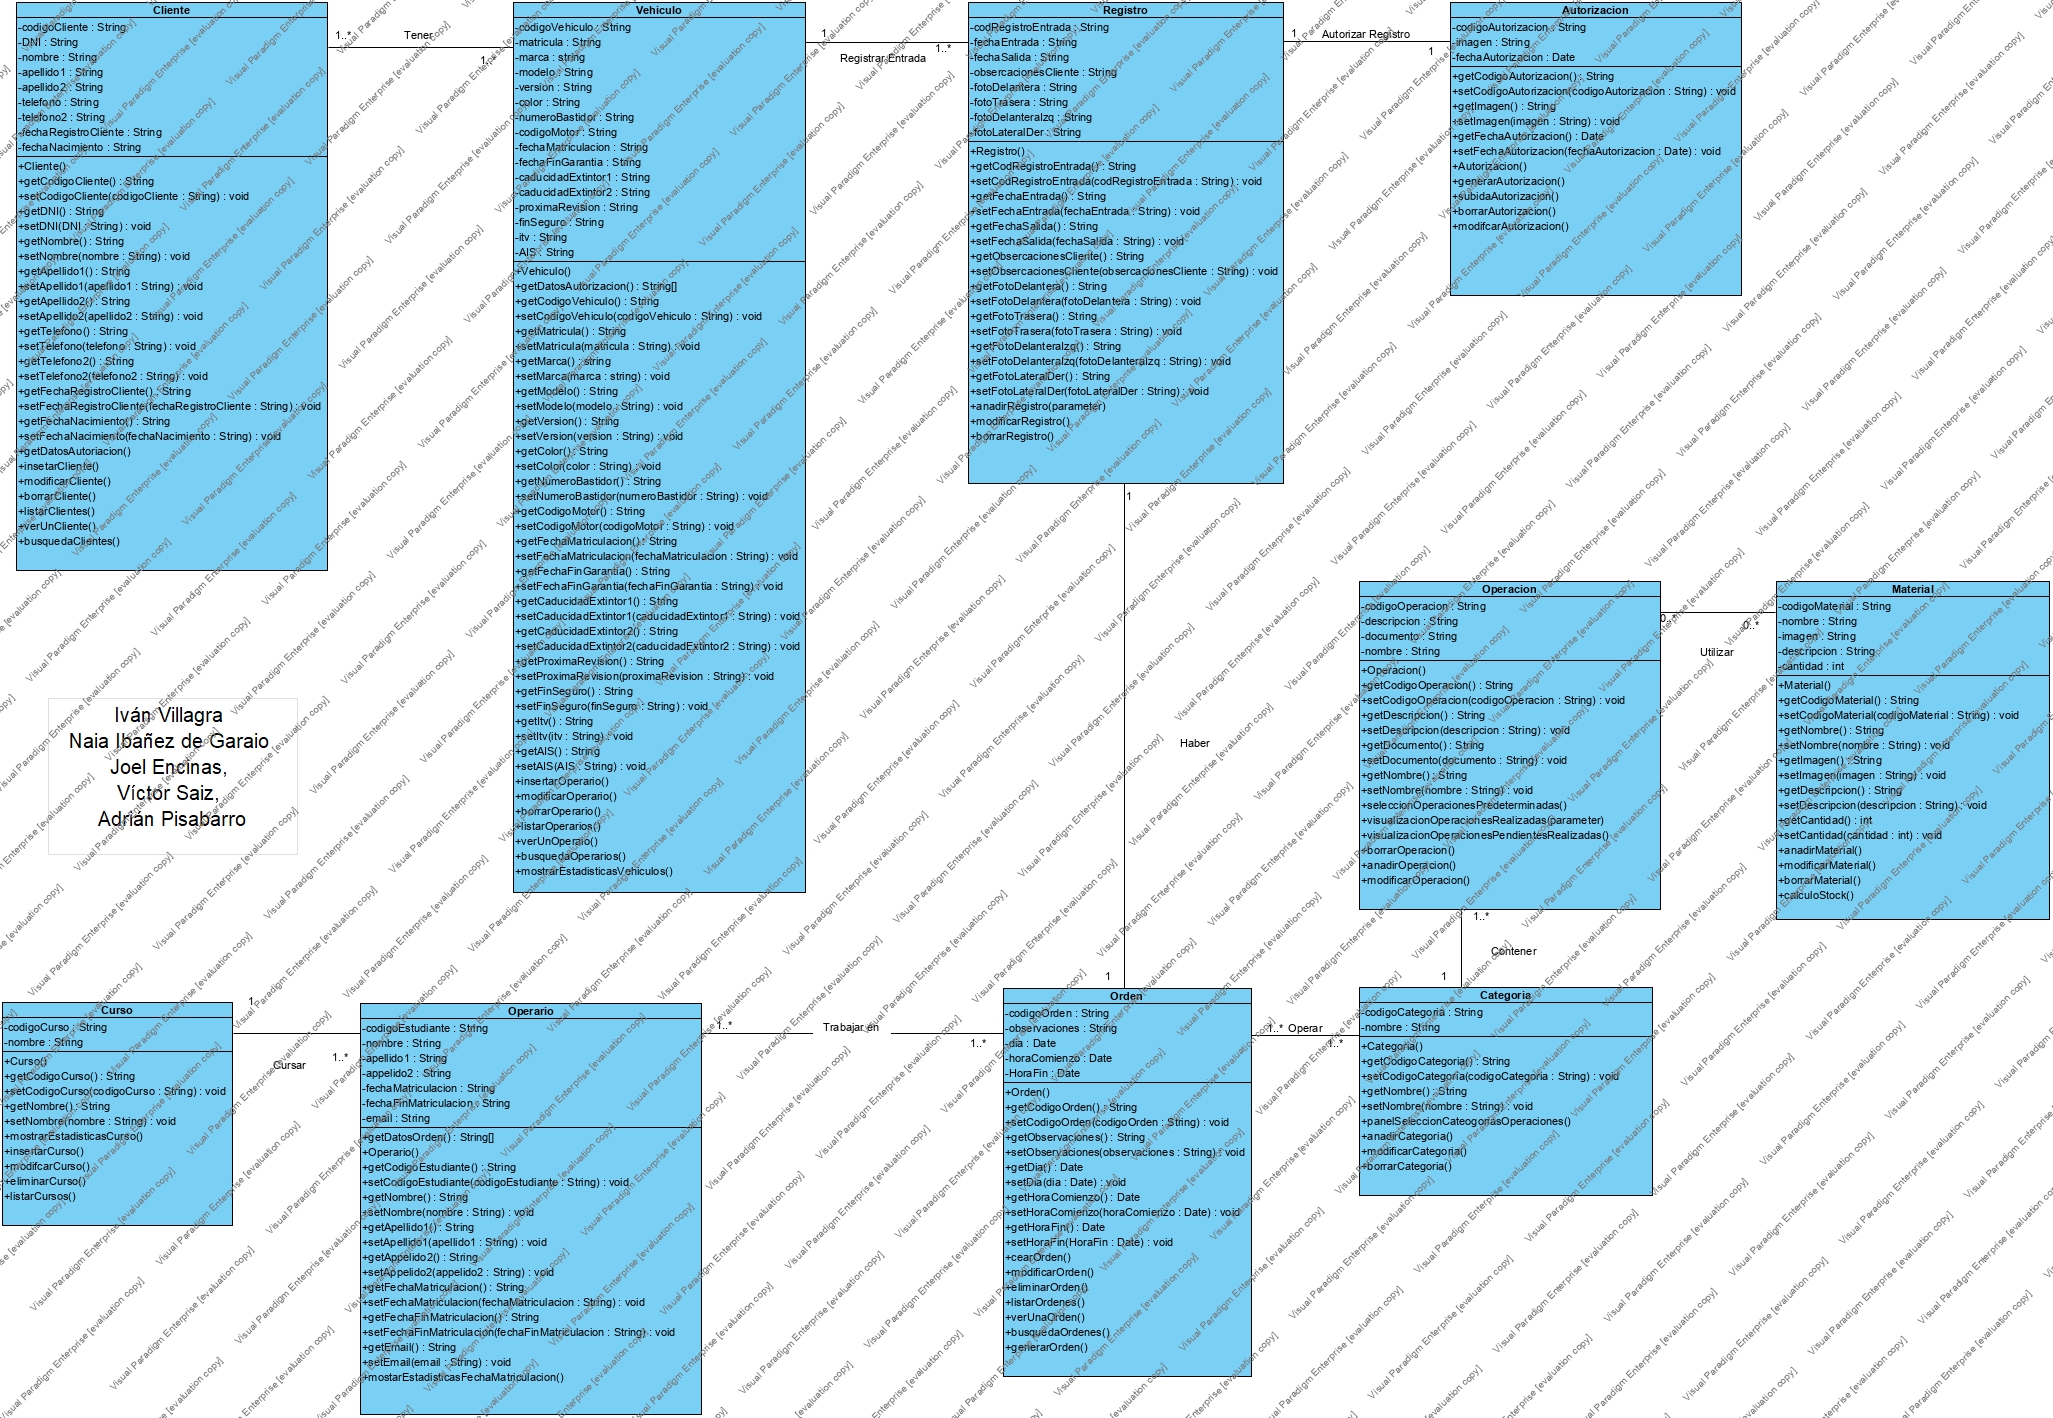 Cliente
-codigoCliente : String
-DNI : String
-nombre : String
-apellido1 : String
-apellido2 : String
-telefono : String
-telefono2 : String
-fechaRegistroCliente : String
-fechaNacimiento : String
+Cliente()
+getCodigoCliente() : String
+setCodigoCliente(codigoCliente : String) : void
+getDNI() : String
+setDNI(DNI : String) : void
+getNombre() : String
+setNombre(nombre : String) : void
+getApellido1() : String
+setApellido1(apellido1 : String) : void
+getApellido2() : String
+setApellido2(apellido2 : String) : void
+getTelefono() : String
+setTelefono(telefono : String) : void
+getTelefono2() : String
+setTelefono2(telefono2 : String) : void
+getFechaRegistroCliente() : String
+setFechaRegistroCliente(fechaRegistroCliente : String) : void
+getFechaNacimiento() : String
+setFechaNacimiento(fechaNacimiento : String) : void
+getDatosAutoriacion()
+insetarCliente()
+modificarCliente()
+borrarCliente()
+listarClientes()
+verUnCliente()
+busquedaClientes()
1..*
Tener
1..*
Vehiculo
-codigoVehiculo : String
-matricula : String
-marca : string
-modelo : String
-version : String
-color : String
-numeroBastidor : String
-codigoMotor : String
-fechaMatriculacion : String
-fechaFinGarantia : String
-caducidadExtintor1 : String
-caducidadExtintor2 : String
-proximaRevision : String
-finSeguro : String
-itv : String
-AIS : String
+Vehiculo()
+getDatosAutorizacion() : String[]
+getCodigoVehiculo() : String
+setCodigoVehiculo(codigoVehiculo : String) : void
+getMatricula() : String
+setMatricula(matricula : String) : void
+getMarca() : string
+setMarca(marca : string) : void
+getModelo() : String
+setModelo(modelo : String) : void
+getVersion() : String
+setVersion(version : String) : void
+getColor() : String
+setColor(color : String) : void
+getNumeroBastidor() : String
+setNumeroBastidor(numeroBastidor : String) : void
+getCodigoMotor() : String
+setCodigoMotor(codigoMotor : String) : void
+getFechaMatriculacion() : String
+setFechaMatriculacion(fechaMatriculacion : String) : void
+getFechaFinGarantia() : String
+setFechaFinGarantia(fechaFinGarantia : String) : void
+getCaducidadExtintor1() : String
+setCaducidadExtintor1(caducidadExtintor1 : String) : void
+getCaducidadExtintor2() : String
+setCaducidadExtintor2(caducidadExtintor2 : String) : void
+getProximaRevision() : String
+setProximaRevision(proximaRevision : String) : void
+getFinSeguro() : String
+setFinSeguro(finSeguro : String) : void
+getItv() : String
+setItv(itv : String) : void
+getAIS() : String
+setAIS(AIS : String) : void
+insertarOperario()
+modificarOperario()
+borrarOperario()
+listarOperarios()
+verUnOperaio()
+busquedaOperarios()
+mostrarEstadisticasVehiculos()
1
Registrar Entrada
1..*
Registro
-codRegistroEntrada : String
-fechaEntrada : String
-fechaSalida : String
-obsercacionesCliente : String
-fotoDelantera : String
-fotoTrasera : String
-fotoDelanteraIzq : String
-fotoLateralDer : String
+Registro()
+getCodRegistroEntrada() : String
+setCodRegistroEntrada(codRegistroEntrada : String) : void
+getFechaEntrada() : String
+setFechaEntrada(fechaEntrada : String) : void
+getFechaSalida() : String
+setFechaSalida(fechaSalida : String) : void
+getObsercacionesCliente() : String
+setObsercacionesCliente(obsercacionesCliente : String) : void
+getFotoDelantera() : String
+setFotoDelantera(fotoDelantera : String) : void
+getFotoTrasera() : String
+setFotoTrasera(fotoTrasera : String) : void
+getFotoDelanteraIzq() : String
+setFotoDelanteraIzq(fotoDelanteraIzq : String) : void
+getFotoLateralDer() : String
+setFotoLateralDer(fotoLateralDer : String) : void
+anadirRegistro(parameter)
+modificarRegistro()
+borrarRegistro()
1
Autorizar Registro
1
Autorizacion
-codigoAutorizacion : String
-imagen : String
-fechaAutorizacion : Date
+getCodigoAutorizacion() : String
+setCodigoAutorizacion(codigoAutorizacion : String) : void
+getImagen() : String
+setImagen(imagen : String) : void
+getFechaAutorizacion() : Date
+setFechaAutorizacion(fechaAutorizacion : Date) : void
+Autorizacion()
+generarAutorizacion()
+subidaAutorizacion()
+borrarAutorizacion()
+modifcarAutorizacion()
1
Haber
1
Operacion
-codigoOperacion : String
-descripcion : String
-documento : String
-nombre : String
+Operacion()
+getCodigoOperacion() : String
+setCodigoOperacion(codigoOperacion : String) : void
+getDescripcion() : String
+setDescripcion(descripcion : String) : void
+getDocumento() : String
+setDocumento(documento : String) : void
+getNombre() : String
+setNombre(nombre : String) : void
+seleccionOperacionesPredeterminadas()
+visualizacionOperacionesRealizadas(parameter)
+visualizacionOperacionesPendientesRealizadas()
+borrarOperacion()
+anadirOperacion()
+modificarOperacion()
0..*
Utilizar
0..*
Material
-codigoMaterial : String
-nombre : String
-imagen : String
-descripcion : String
-cantidad : int
+Material()
+getCodigoMaterial() : String
+setCodigoMaterial(codigoMaterial : String) : void
+getNombre() : String
+setNombre(nombre : String) : void
+getImagen() : String
+setImagen(imagen : String) : void
+getDescripcion() : String
+setDescripcion(descripcion : String) : void
+getCantidad() : int
+setCantidad(cantidad : int) : void
+anadirMaterial()
+modificarMaterial()
+borrarMaterial()
+calculoStock()
1..*
Contener
1
Iván Villagra
Naia Ibañez de Garaio
Joel Encinas,
Víctor Saiz,
Adrián Pisabarro
Curso
-codigoCurso : String
-nombre : String
+Curso()
+getCodigoCurso() : String
+setCodigoCurso(codigoCurso : String) : void
+getNombre() : String
+setNombre(nombre : String) : void
+mostrarEstadisticasCurso()
+insertarCurso()
+modifcarCurso()
+eliminarCurso()
+listarCursos()
1
Cursar
1..*
Operario
-codigoEstudiante : String
-nombre : String
-apellido1 : String
-appelido2 : String
-fechaMatriculacion : String
-fechaFinMatriculacion : String
-email : String
+getDatosOrden() : String[]
+Operario()
+getCodigoEstudiante() : String
+setCodigoEstudiante(codigoEstudiante : String) : void
+getNombre() : String
+setNombre(nombre : String) : void
+getApellido1() : String
+setApellido1(apellido1 : String) : void
+getAppelido2() : String
+setAppelido2(appelido2 : String) : void
+getFechaMatriculacion() : String
+setFechaMatriculacion(fechaMatriculacion : String) : void
+getFechaFinMatriculacion() : String
+setFechaFinMatriculacion(fechaFinMatriculacion : String) : void
+getEmail() : String
+setEmail(email : String) : void
+mostarEstadisticasFechaMatriculacion()
1..*
Trabajar en
1..*
Orden
-codigoOrden : String
-observaciones : String
-dia : Date
-horaComienzo : Date
-HoraFin : Date
+Orden()
+getCodigoOrden() : String
+setCodigoOrden(codigoOrden : String) : void
+getObservaciones() : String
+setObservaciones(observaciones : String) : void
+getDia() : Date
+setDia(dia : Date) : void
+getHoraComienzo() : Date
+setHoraComienzo(horaComienzo : Date) : void
+getHoraFin() : Date
+setHoraFin(HoraFin : Date) : void
+cearOrden()
+modificarOrden()
+eliminarOrden()
+listarOrdenes()
+verUnaOrden()
+busquedaOrdenes()
+generarOrden()
1..*
Operar
1..*
Categoria
-codigoCategoria : String
-nombre : String
+Categoria()
+getCodigoCategoria() : String
+setCodigoCategoria(codigoCategoria : String) : void
+getNombre() : String
+setNombre(nombre : String) : void
+panelSeleccionCategoriasOperaciones()
+anadirCategoria()
+modificarCategoria()
+borrarCategoria()
Visual Paradigm Enterprise [evaluation copy]